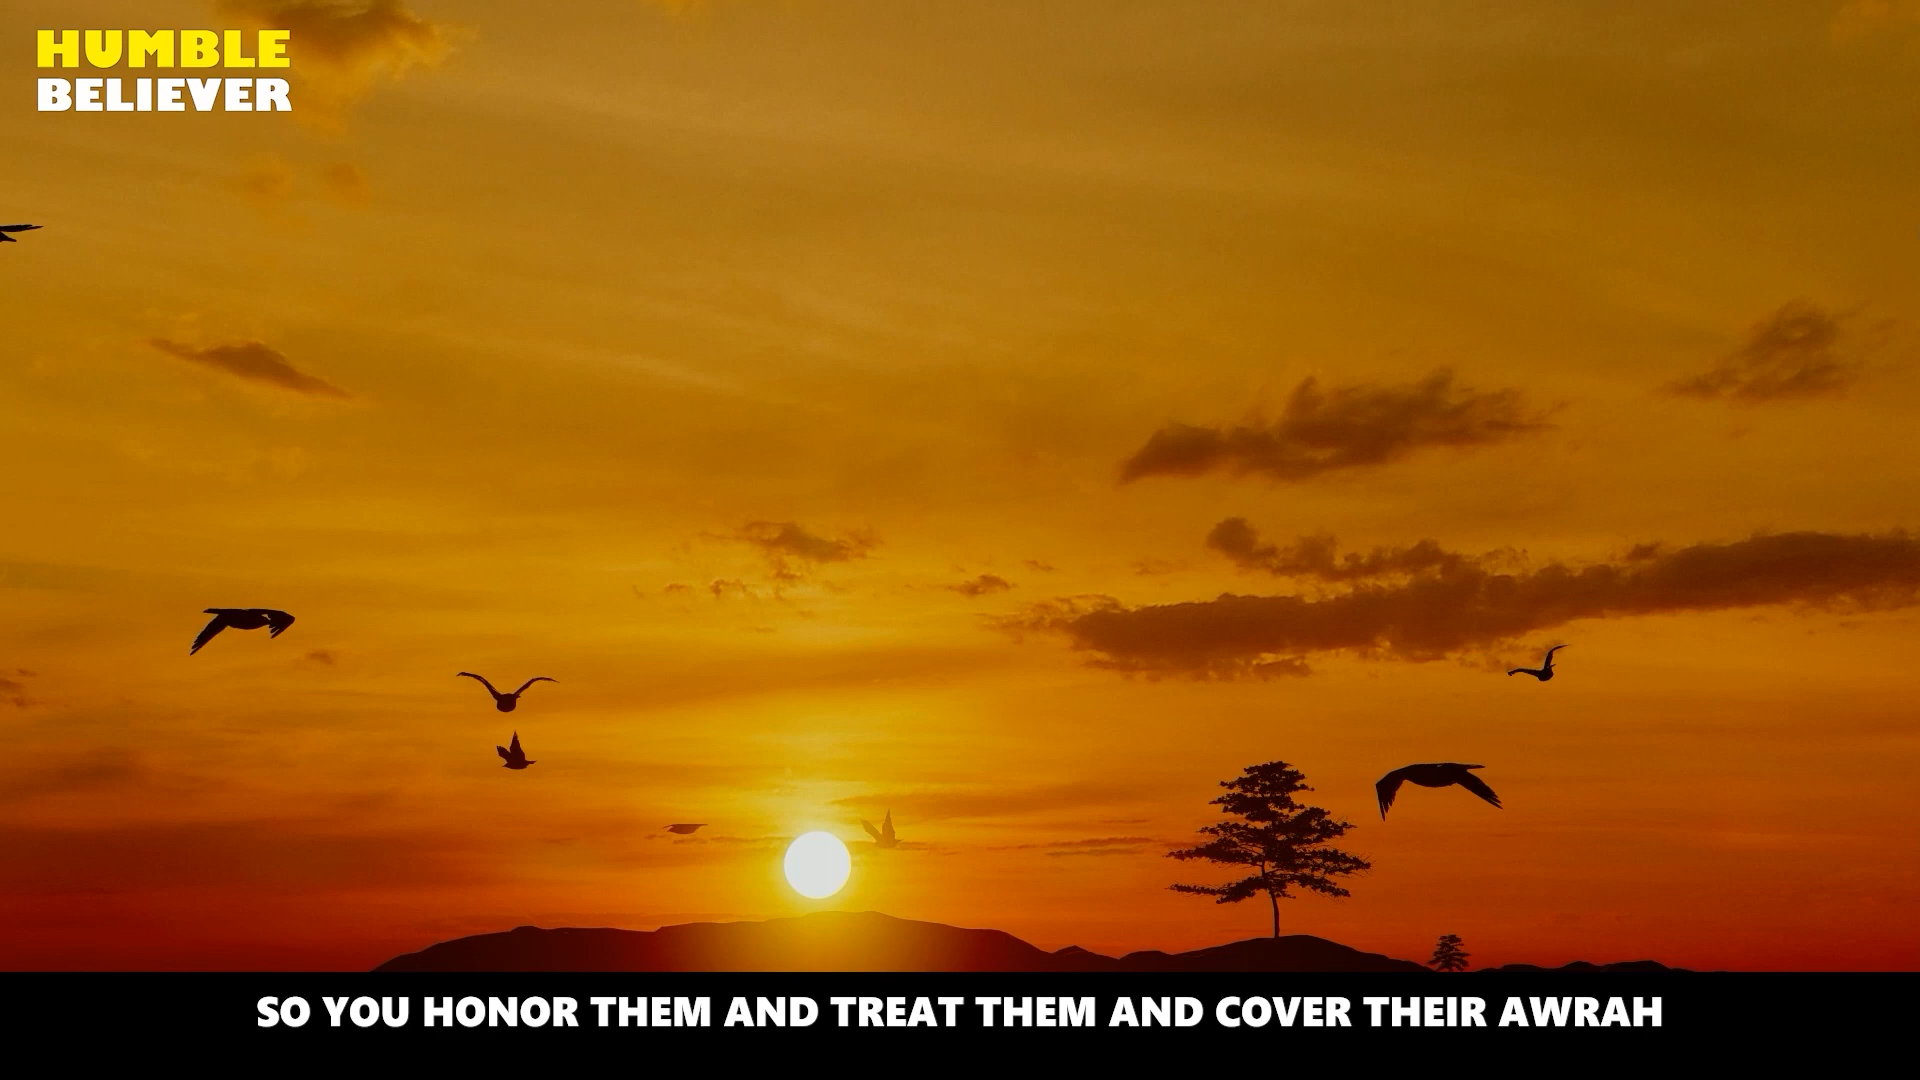 HUMBLE
BELIEVER
SO YOU HONOR THEM AND TREAT THEM AND COVER THEIR AWRAH